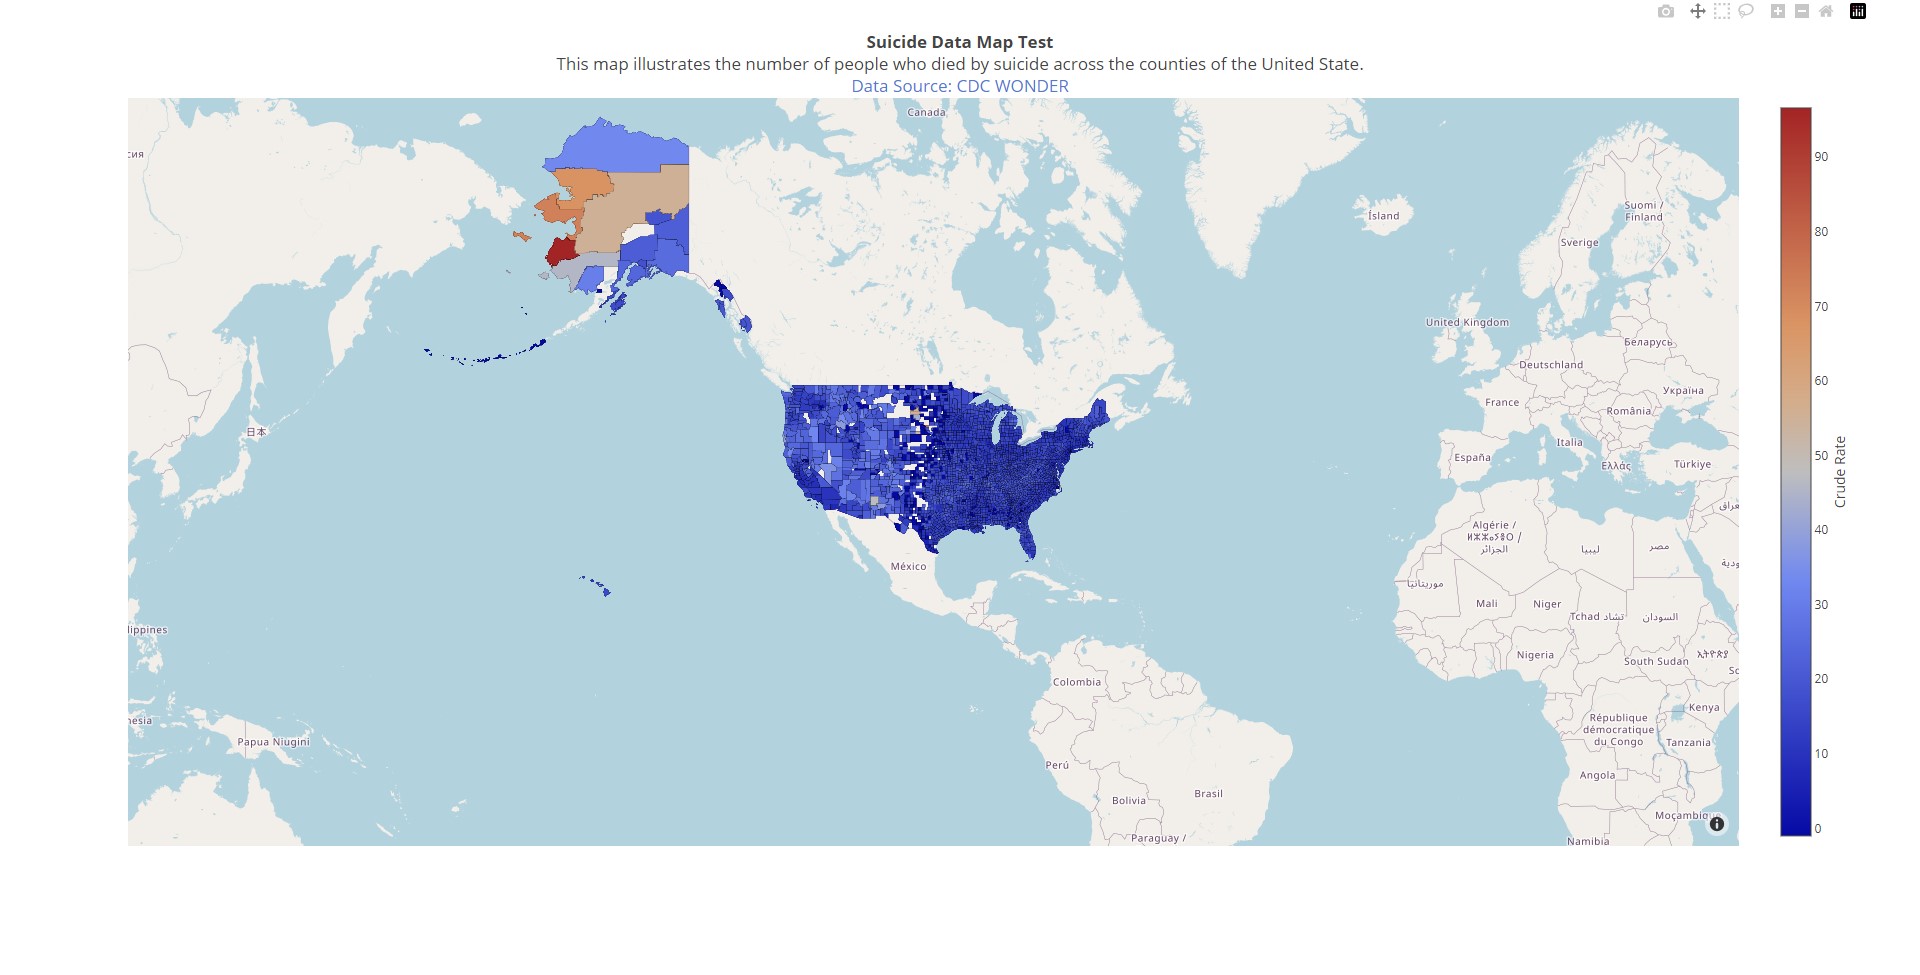 Suicide Data Map Test
This map illustrates the number of people who died by suicide across the counties of the United State.
Data Source: CDC WONDER
Canada
сия
Ísland
Suomi /
Finland
Sverige
United Kingdom
Беларусь
Deutschland
Україна
France
România
日本
Italia
España
Ελλάς
Türkiye
Algérie /
ⵍⵣⵣⴰⵢⴻⵔ /
الجزائر
ليبيا
مصر
México
موريتانيا
Mali
Niger
Tchad تشاد
السودان
lippines
Nigeria
South Sudan
Colombia
nesia
Papua Niugini
Kenya
République
démocratique
du Congo
Tanzania
Perú
Angola
Bolivia
Brasil
Moçambiq
Paraguay /
Namibia
90
80
70
60
50
40
30
20
10
0
Crude Rate